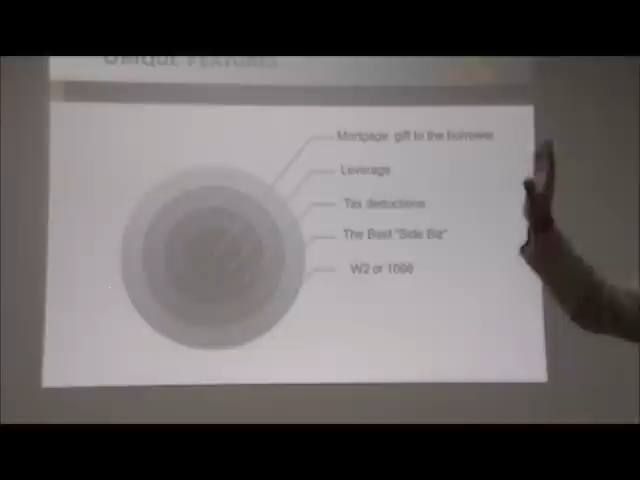 UNIQUE FEATURES
Mortgage gift to the borrower
Leverage
Tax deductions
The Best "Side Biz"
W2 or 1099